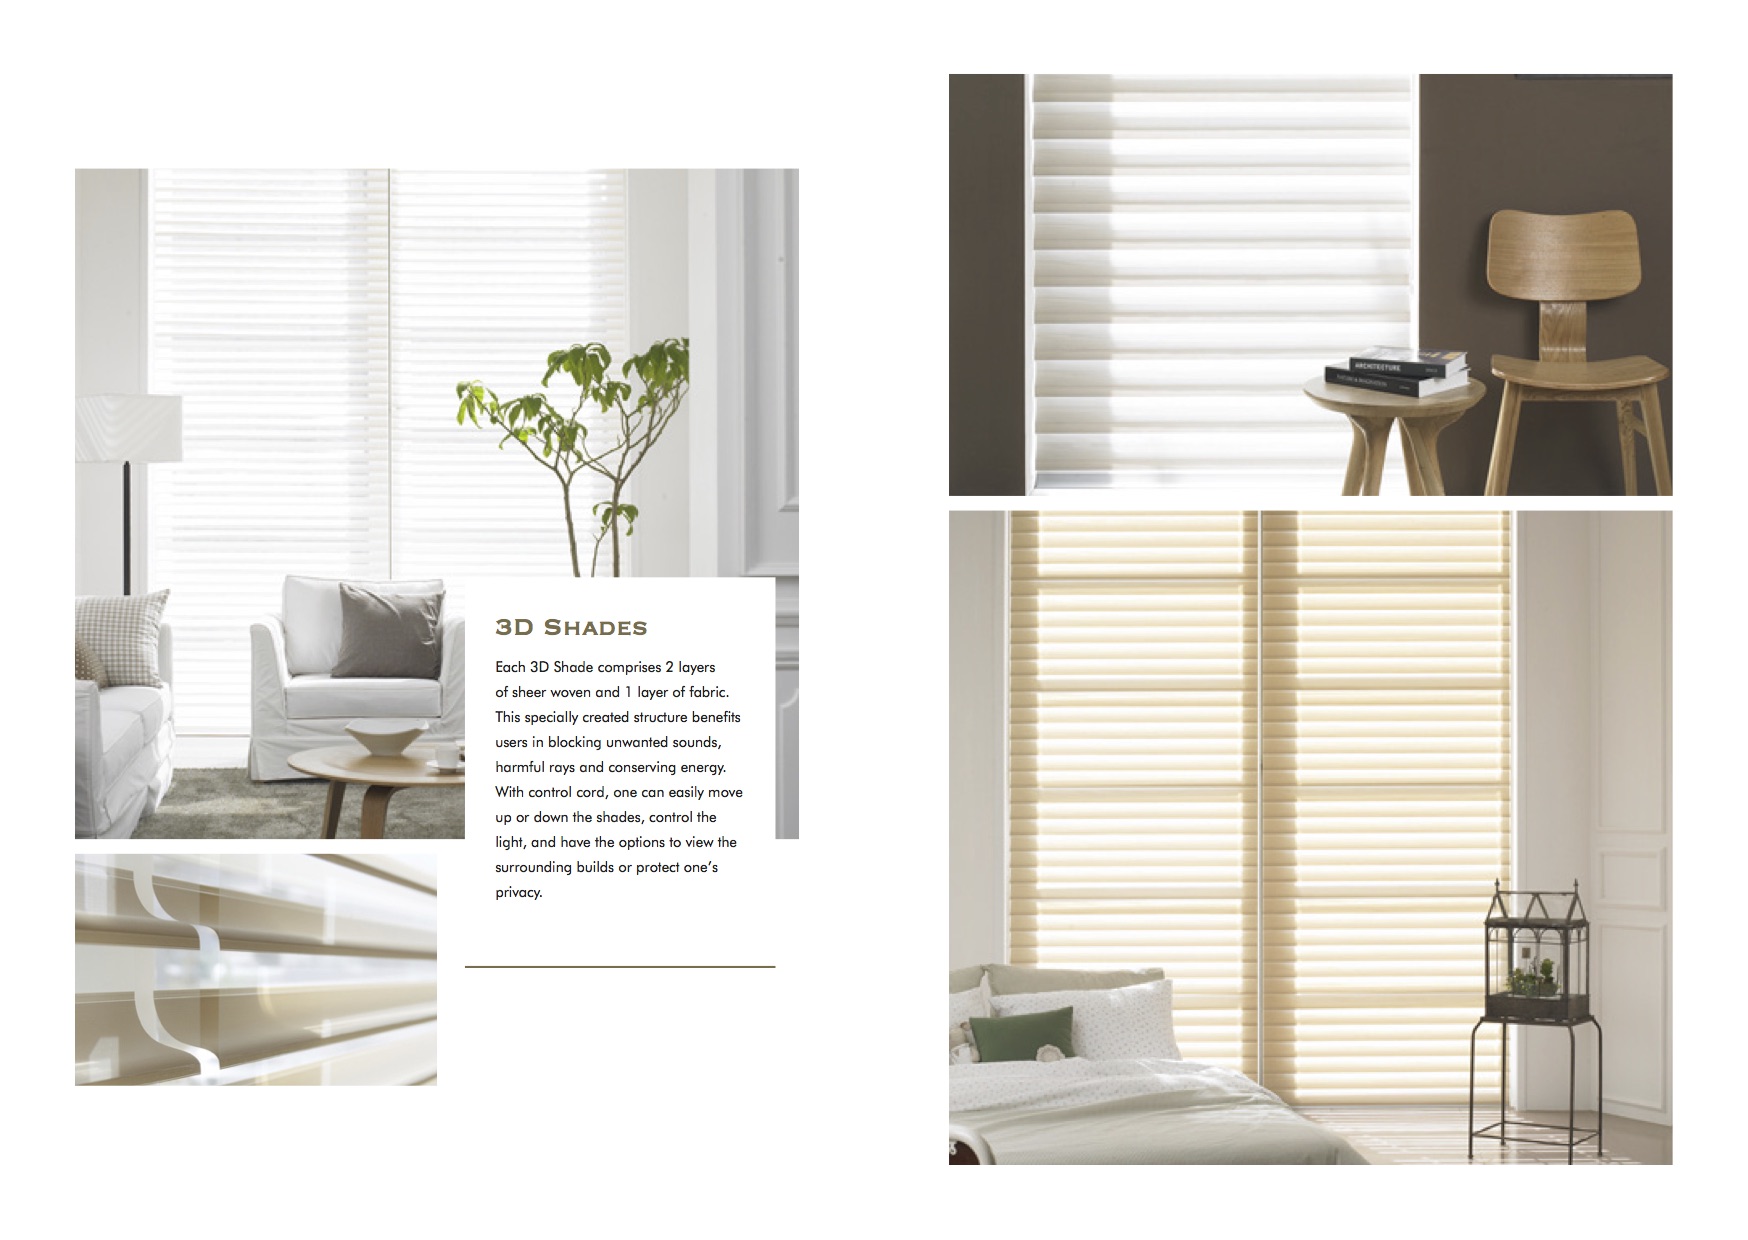 3D Shades
Each 3D Shade comprises 2 layers
of sheer woven and 1 layer of fabric.
This specially created structure benefits
users in blocking unwanted sounds,
harmful rays and conserving energy.
With control cord, one can easily move
up or down the shades, control the
light, and have the options to view the
surrounding builds or protect one's
privacy.
ARCHITECTURE